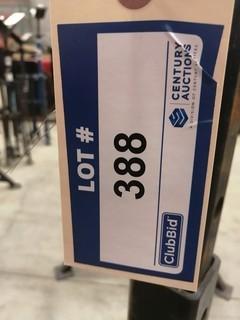 LOT #
388
CENTURY
AUCTIONS
ClubBid